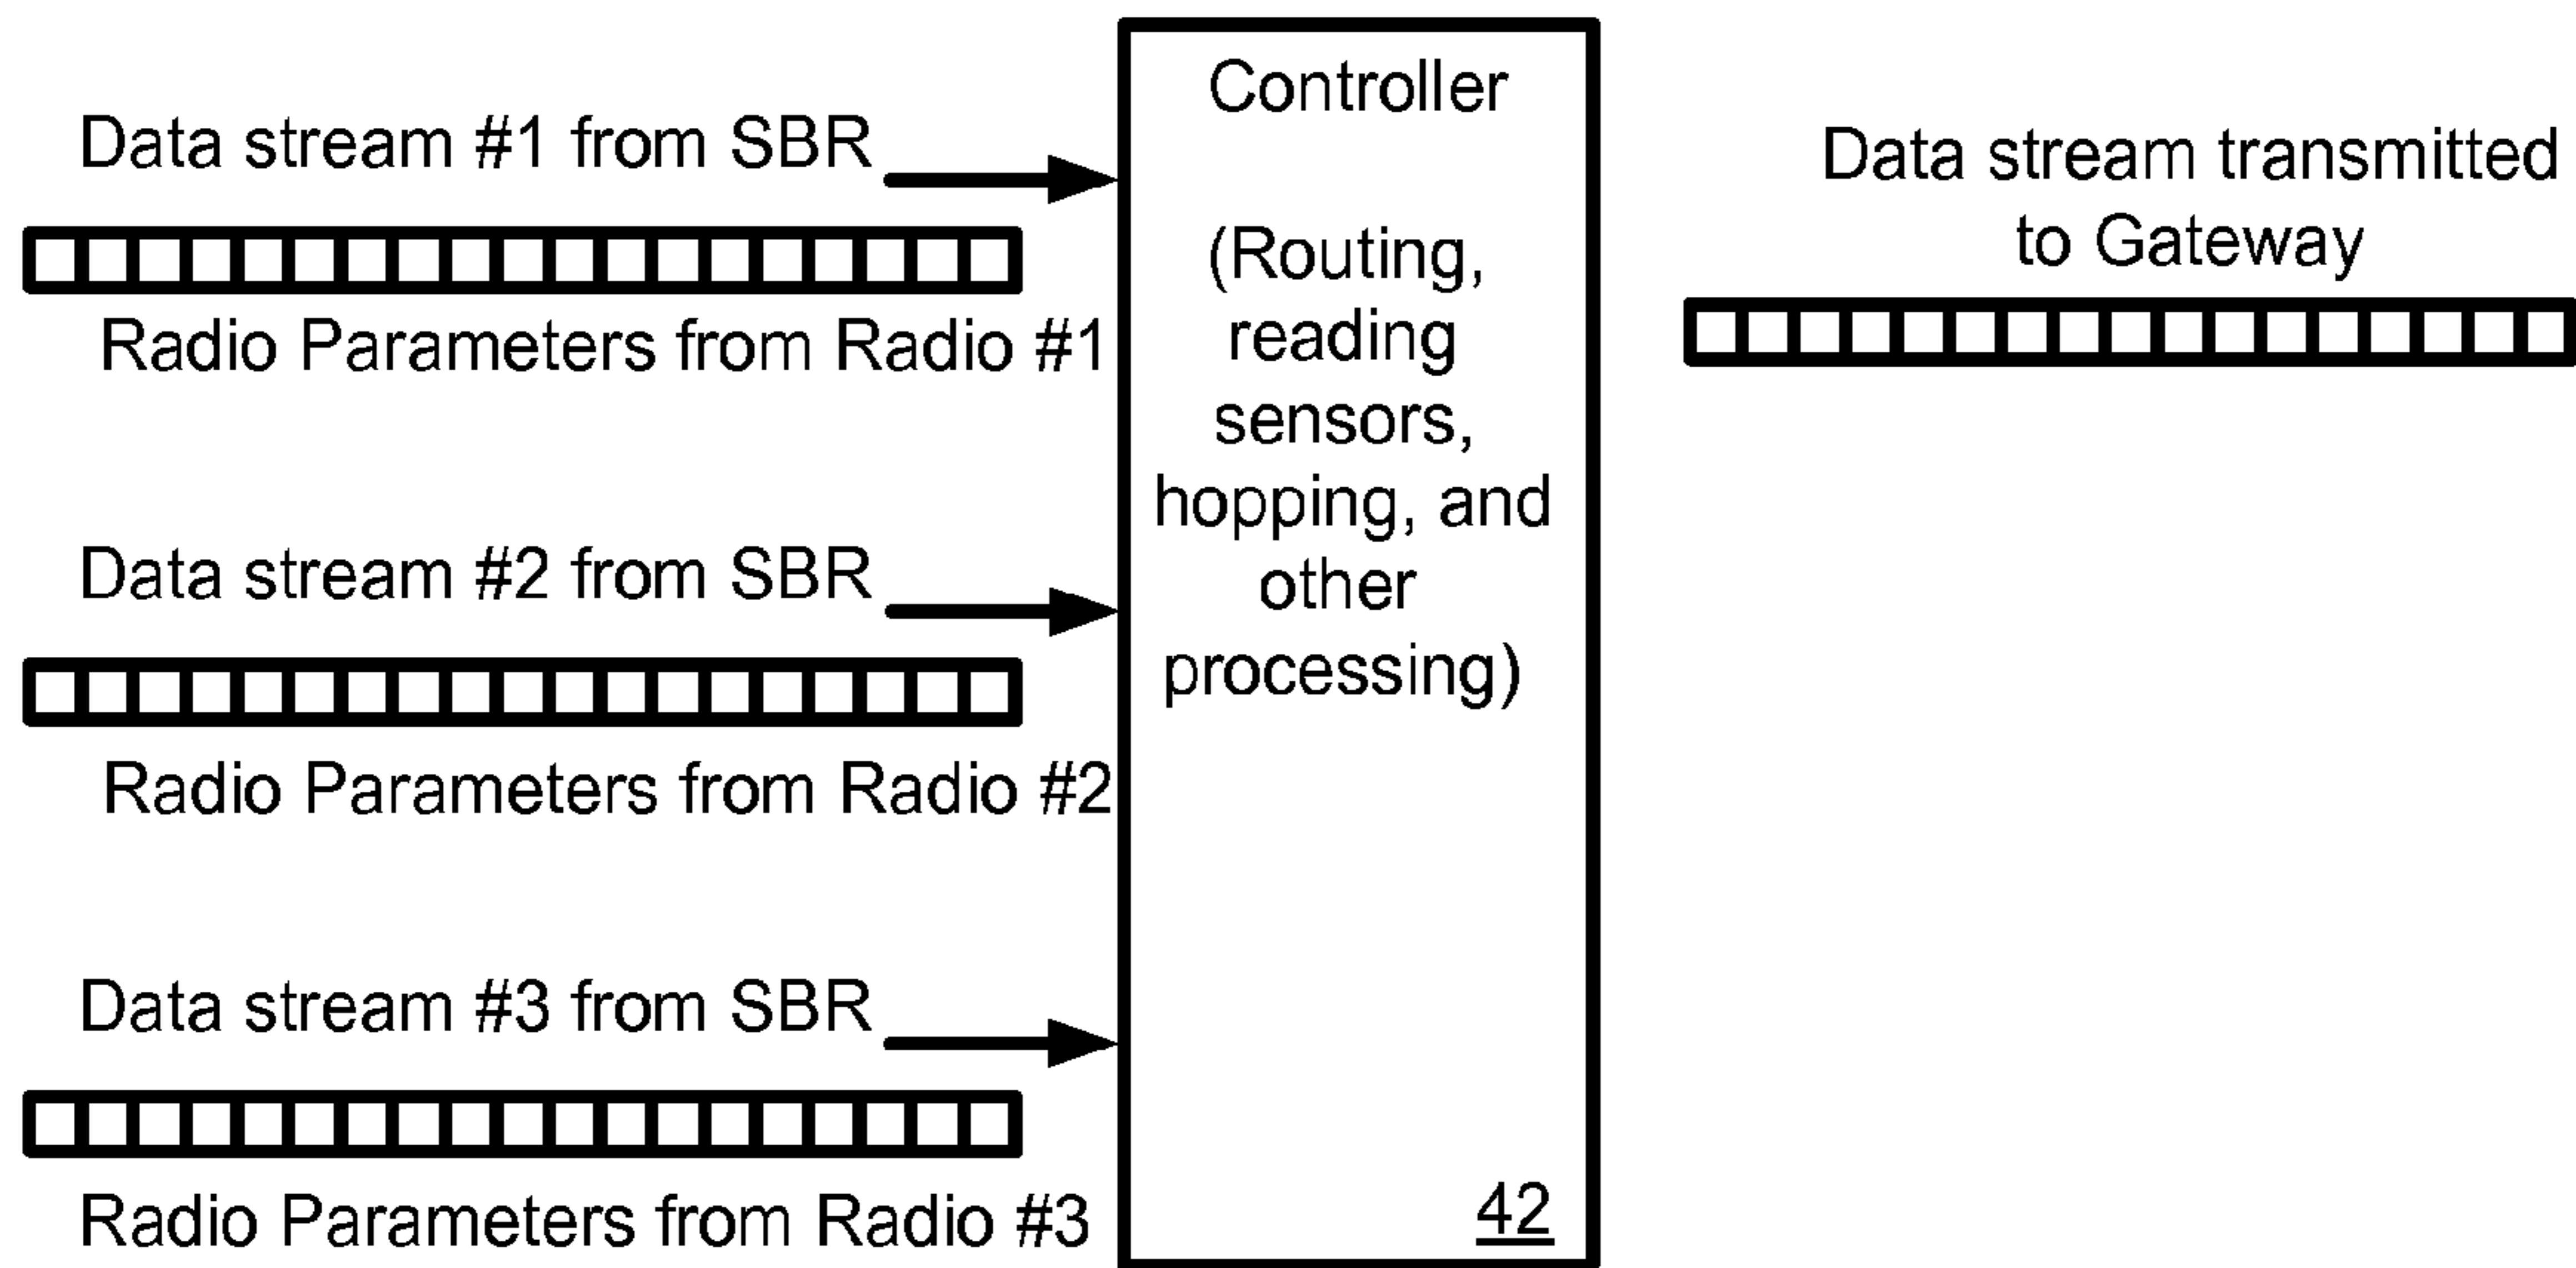 Data stream #1 from SBR
Radio Parameters from Radio #1
Data stream #2 from SBR
Radio Parameters from Radio #2
Data stream #3 from SBR
Radio Parameters from Radio #3
Controller
(Routing,
reading
sensors,
hopping, and
other
processing)
42
Data stream transmitted
to Gateway